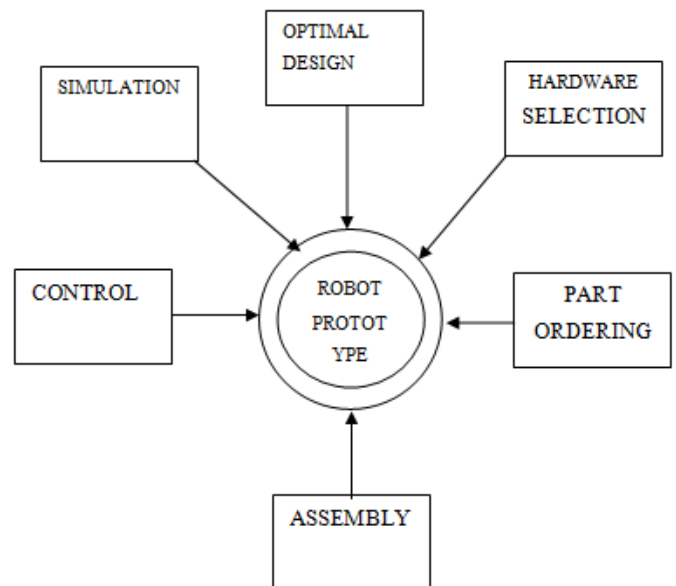 OPTIMAL
DESIGN
SIMULATION
HARDWARE
SELECTION
CONTROL
ROBOT
PROTOT
YPE
PART
ORDERING
ASSEMBLY